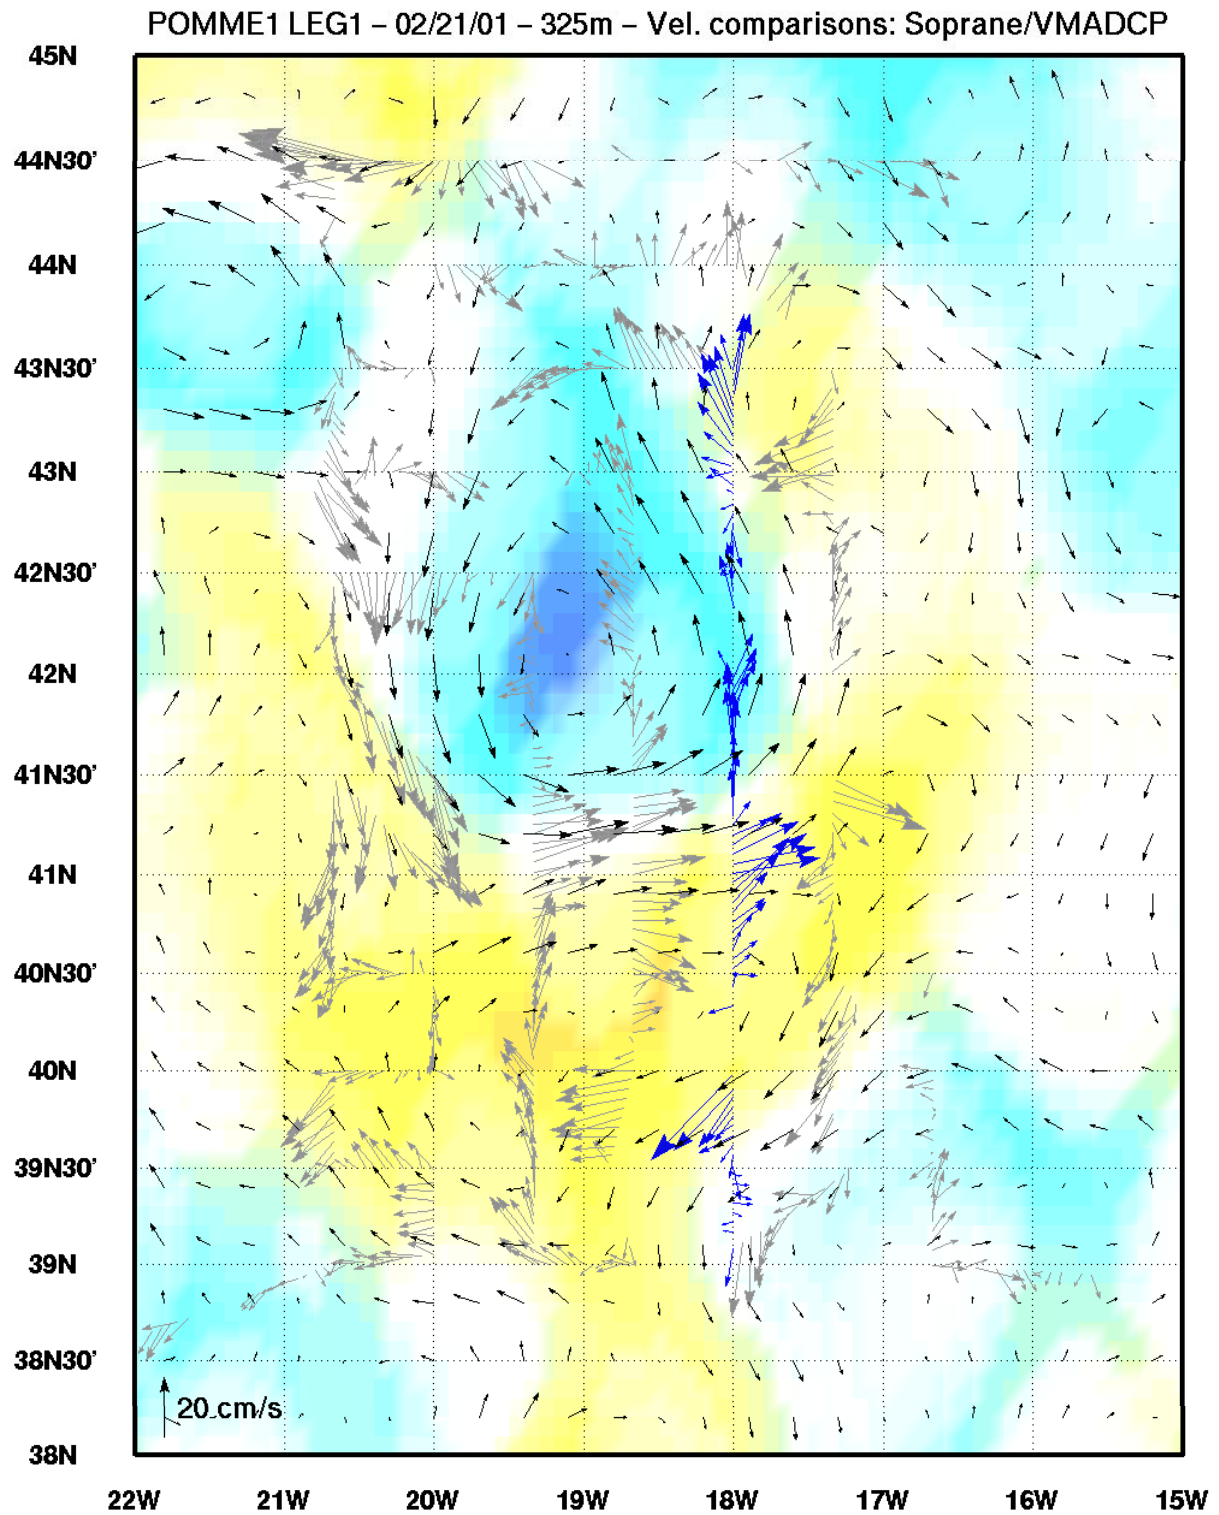 POMME1 LEG1 – 02/21/01 – 325m – Vel. comparisons: Soprane/VMADCP
45N
44N30'
44N
43N30'
43N
42N30'
42N
41N30'
41N
40N30'
40N
39N30'
39N
38N30'
20 cm/s
38N
22W 21W 20W 19W 18W 17W 16W 15W